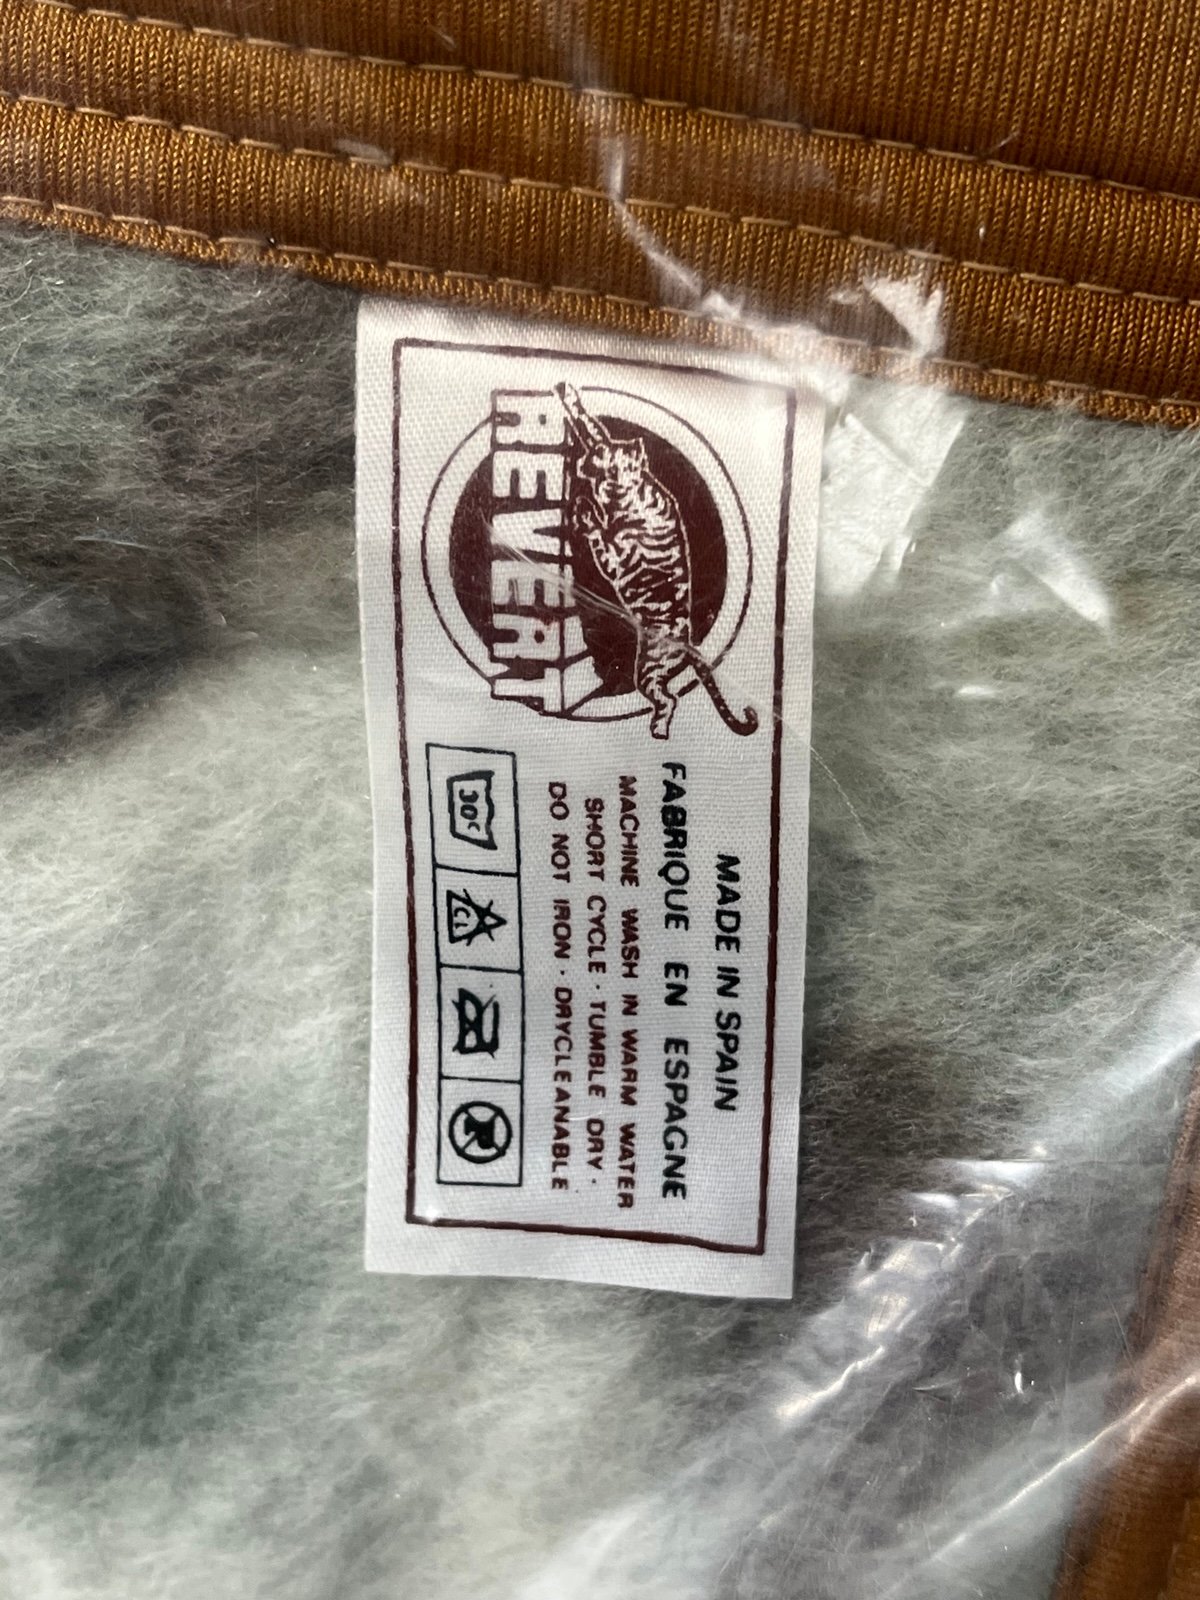 REVERT
MADE IN SPAIN
FABRIQUE EN ESPAGNE
MACHINE WASH IN WARM WATER
SHORT CYCLE · TUMBLE DRY ·
DO NOT IRON · DRYCLEANABLE
30°
CL
P